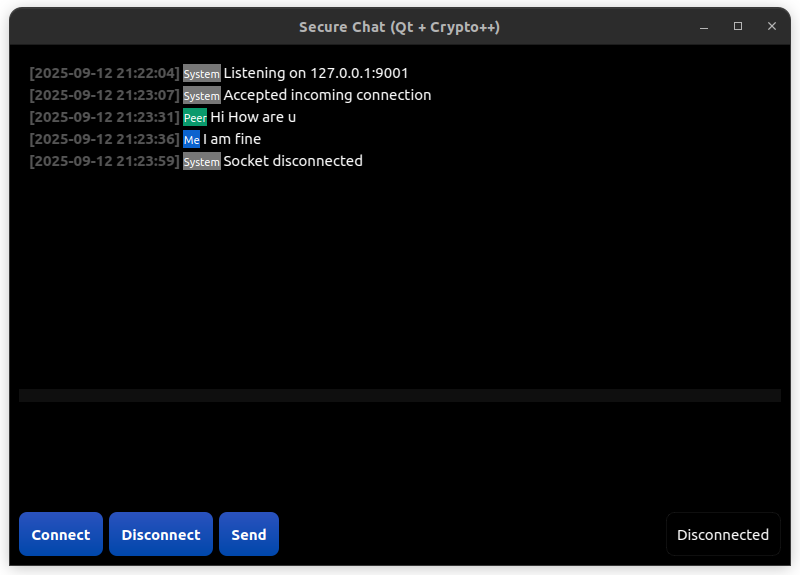 Secure Chat (Qt + Crypto++)
[2025-09-12 21:22:04] System Listening on 127.0.0.1:9001
[2025-09-12 21:23:07] System Accepted incoming connection
[2025-09-12 21:23:31] Peer Hi How are u
[2025-09-12 21:23:36] Me I am fine
[2025-09-12 21:23:59] System Socket disconnected
Connect Disconnect Send Disconnected